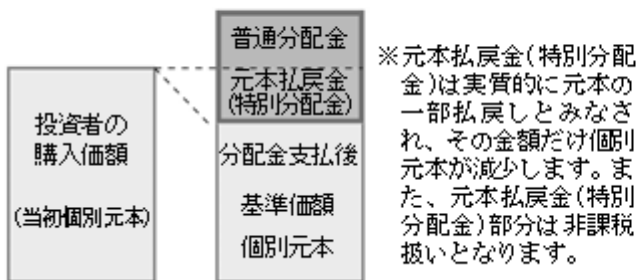 投資者の
購入価額
(当初個別元本)
普通分配金
元本払戻金
(特別分配金)
分配金支払後
基準価額
個別元本
※元本払戻金(特別分配
金)は実質的に元本の
一部払戻しとみなさ
れ、その金額だけ個別
元本が減少します。ま
た、元本払戻金(特別
分配金)部分は非課税
扱いとなります。